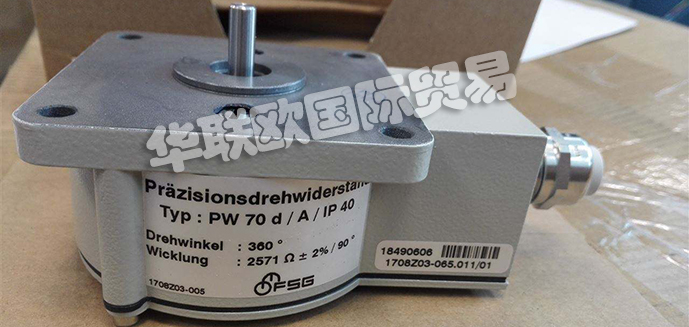 华联欧国际贸易
Präzisionsdrehwiderstan
Typ : PW 70 d / A / IP 40
Drehwinkel : 360 °
Wicklung : 2571 Ω ± 2% / 90°
1708Z03-005
FSG
18490606
1708Z03-065.011/01